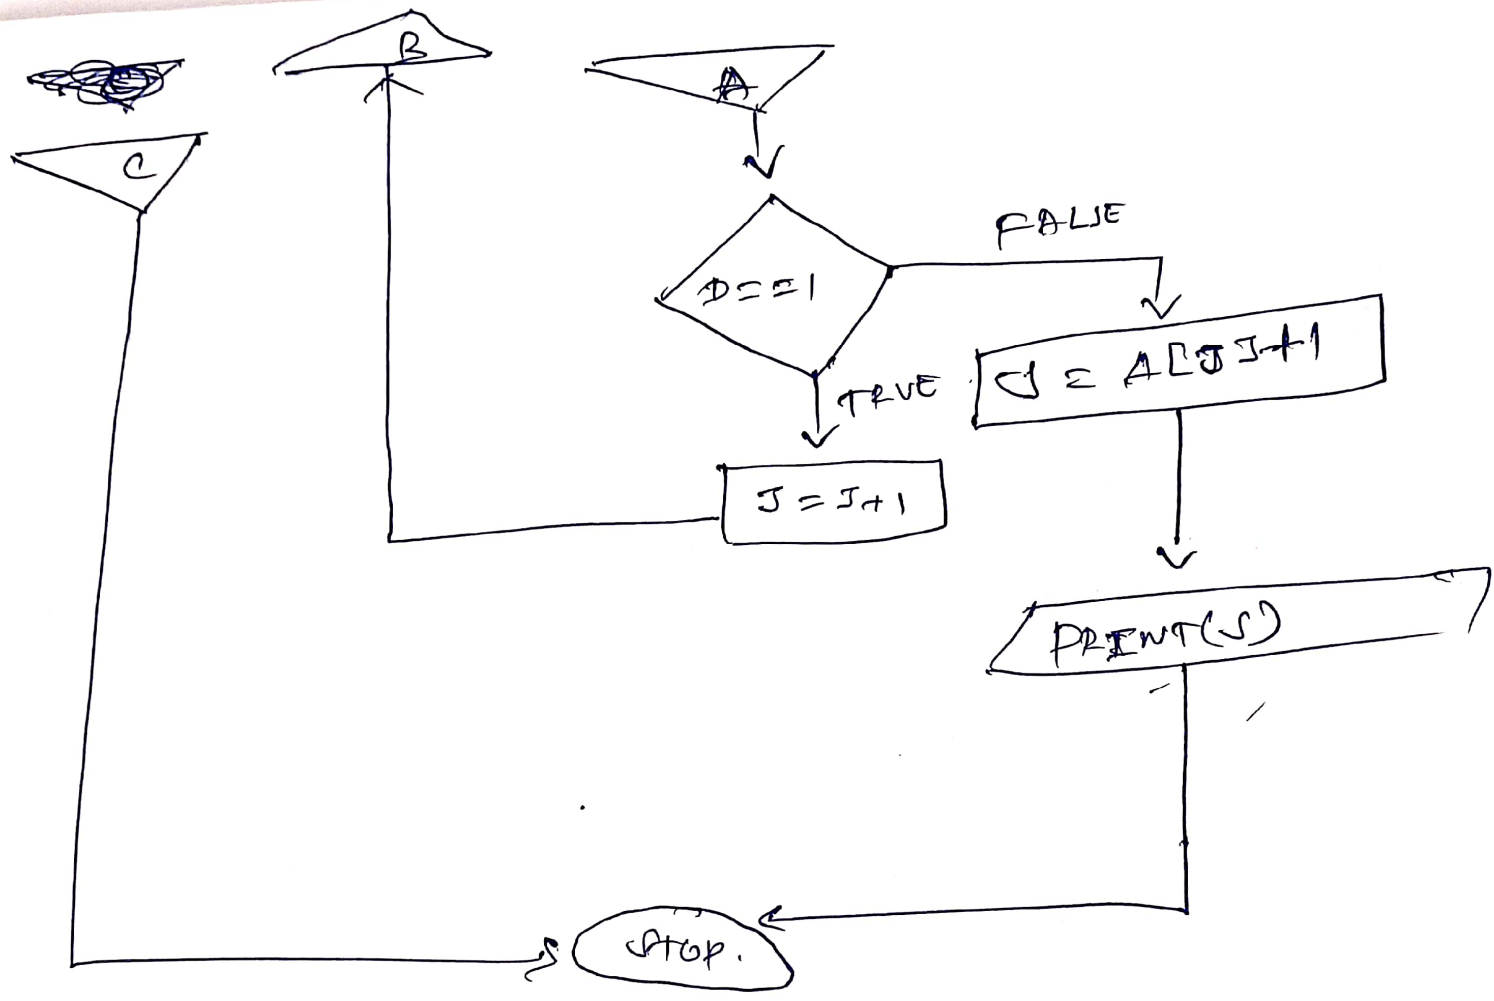 B
A
C
FALSE
D==1
S = A[J]+1
TRUE
J = J+1
PRINT(S)
STOP.